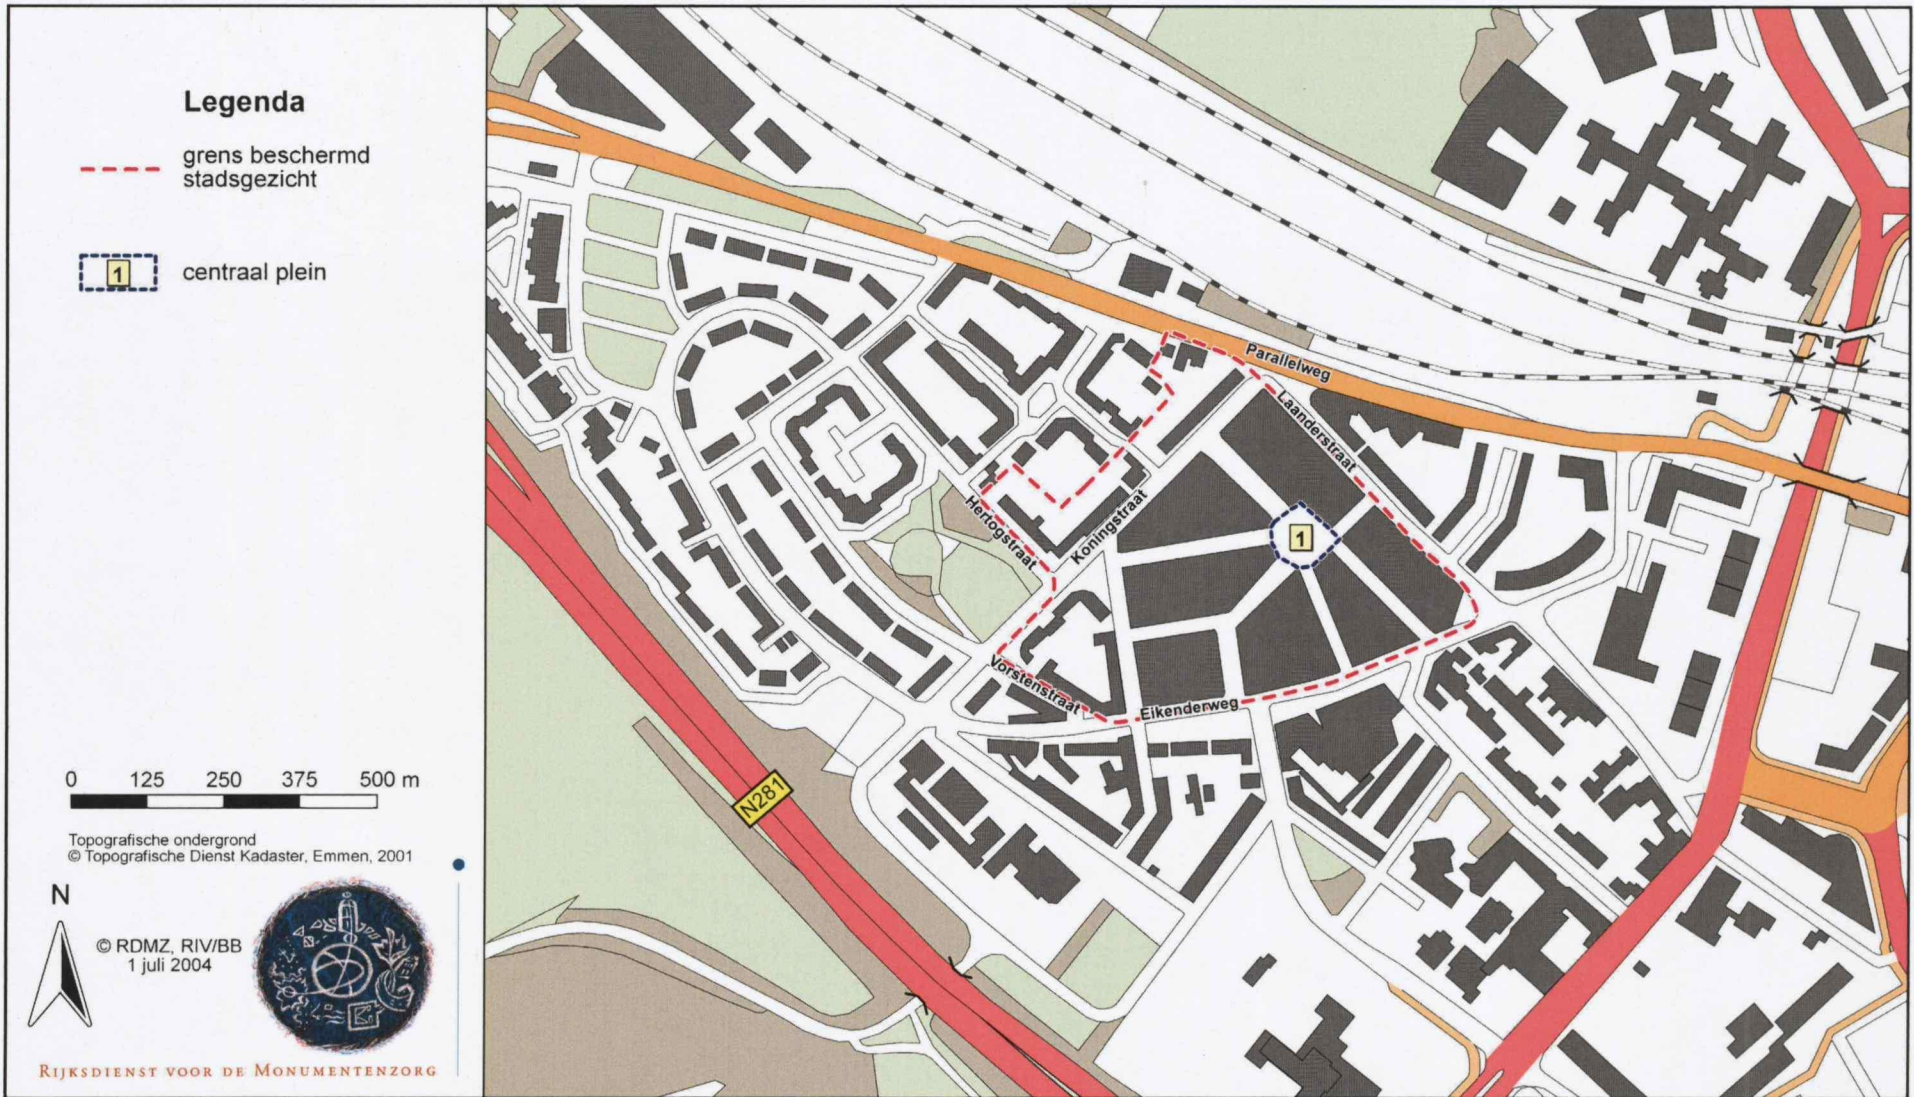 Legenda
grens beschermd
stadsgezicht
1
centraal plein
0 125 250 375 500 m
Topografische ondergrond
© Topografische Dienst Kadaster, Emmen, 2001
N
© RDMZ, RIV/BB
1 juli 2004
RIJKSDIENST VOOR DE MONUMENTENZORG
Parallelweg
Laanderstraat
Hertogstraat
Koningstraat
1
Vorstenstraat
Eikenderweg
N281